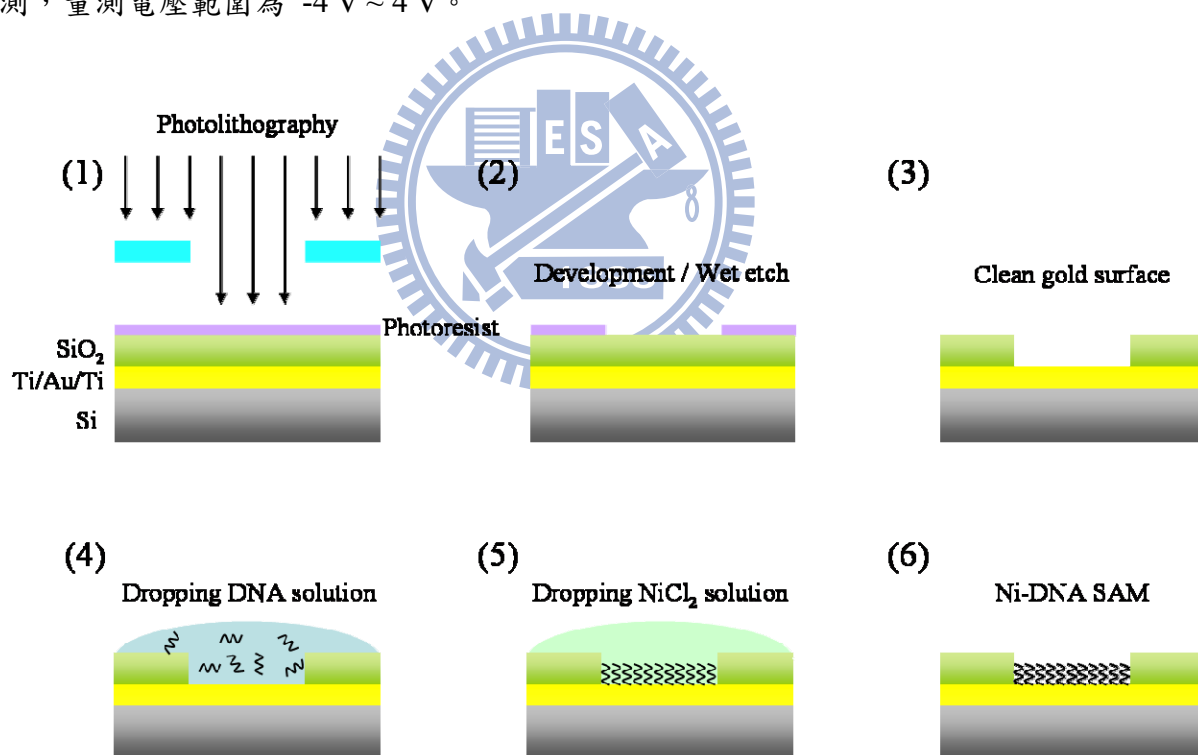 測，量測電壓範圍為 -4 V ~ 4 V。
Photolithography
(1)
(2)
(3)
E S A
1896
Development / Wet etch
Clean gold surface
Photoresist
SiO₂
Ti/Au/Ti
Si
(4)
(5)
(6)
Dropping DNA solution
Dropping NiCl₂ solution
Ni-DNA SAM